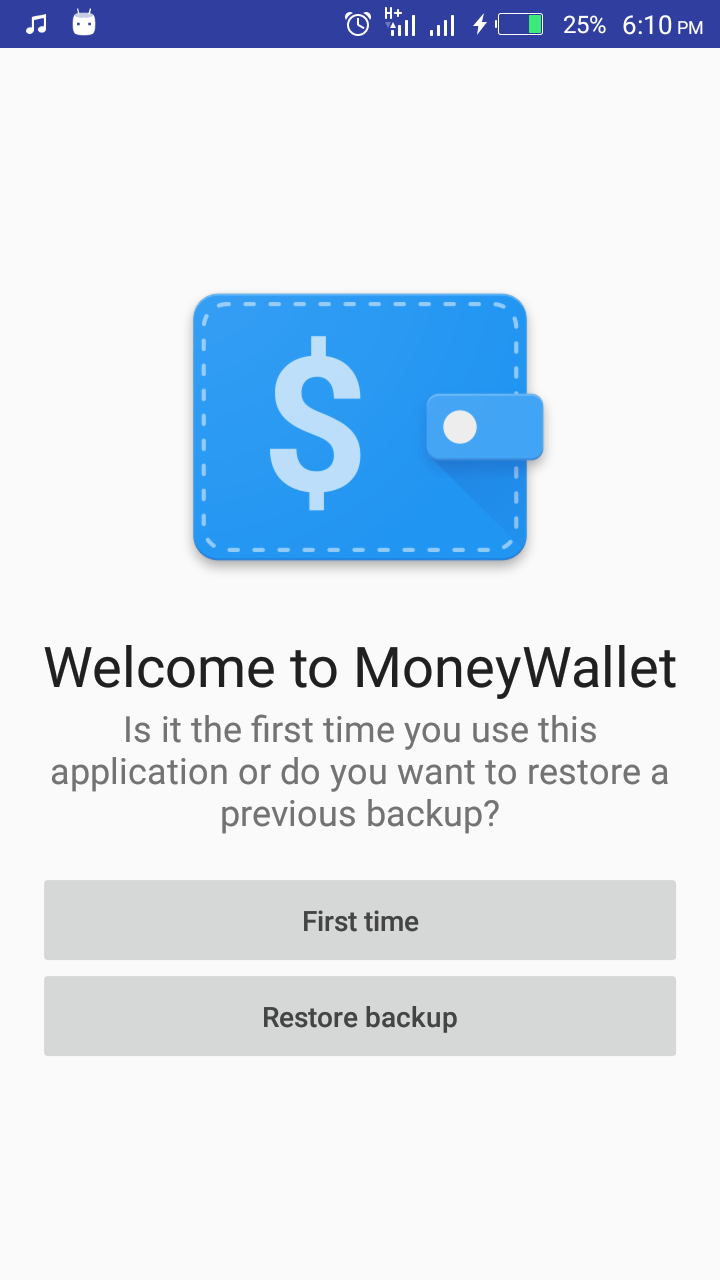 H+ 25% 6:10 PM
$
Welcome to MoneyWallet
Is it the first time you use this
application or do you want to restore a
previous backup?
First time
Restore backup